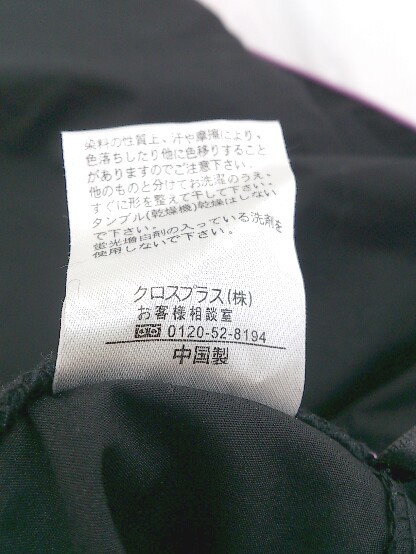 染料の性質上、汗や摩擦により、
色落ちしたり他に色移りすること
がありますのでご注意下さい。
他のものと分けてお洗濯のうえ、
すぐに形を整えて干して下さい。
タンブル(乾燥機)乾燥はしない
で下さい。
蛍光増白剤の入っている洗剤を
使用しないで下さい。
クロスプラス(株)
お客様相談室
0120-52-8194
中国製